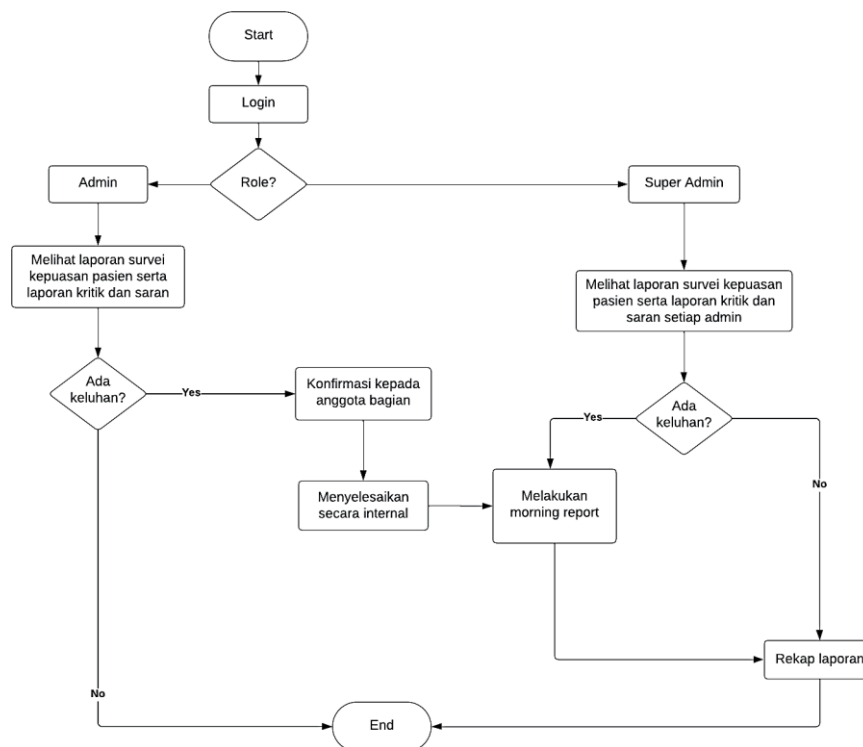 Start
Login
Role?
Admin
Super Admin
Melihat laporan survei
kepuasan pasien serta
laporan kritik dan saran
Melihat laporan survei kepuasan
pasien serta laporan kritik dan
saran setiap admin
Ada
keluhan?
Yes
Konfirmasi kepada
anggota bagian
Ada
keluhan?
Yes
No
Menyelesaikan
secara internal
Melakukan
morning report
Rekap laporan
No
End